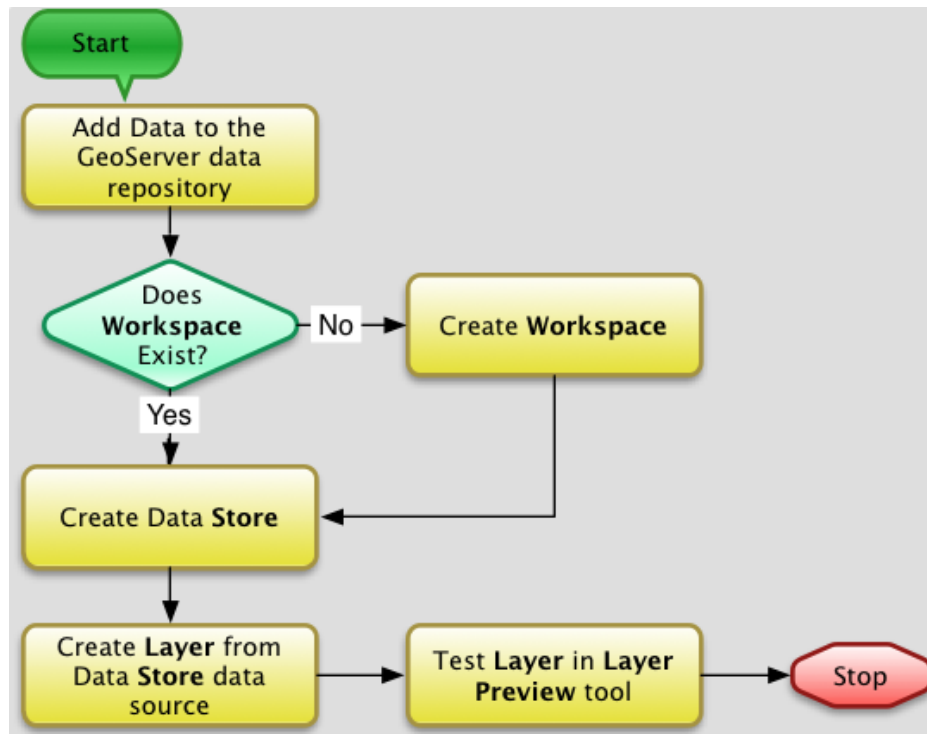 Start
Add Data to the
GeoServer data
repository
Does
Workspace
Exist?
No
Create Workspace
Yes
Create Data Store
Create Layer from
Data Store data
source
Test Layer in Layer
Preview tool
Stop